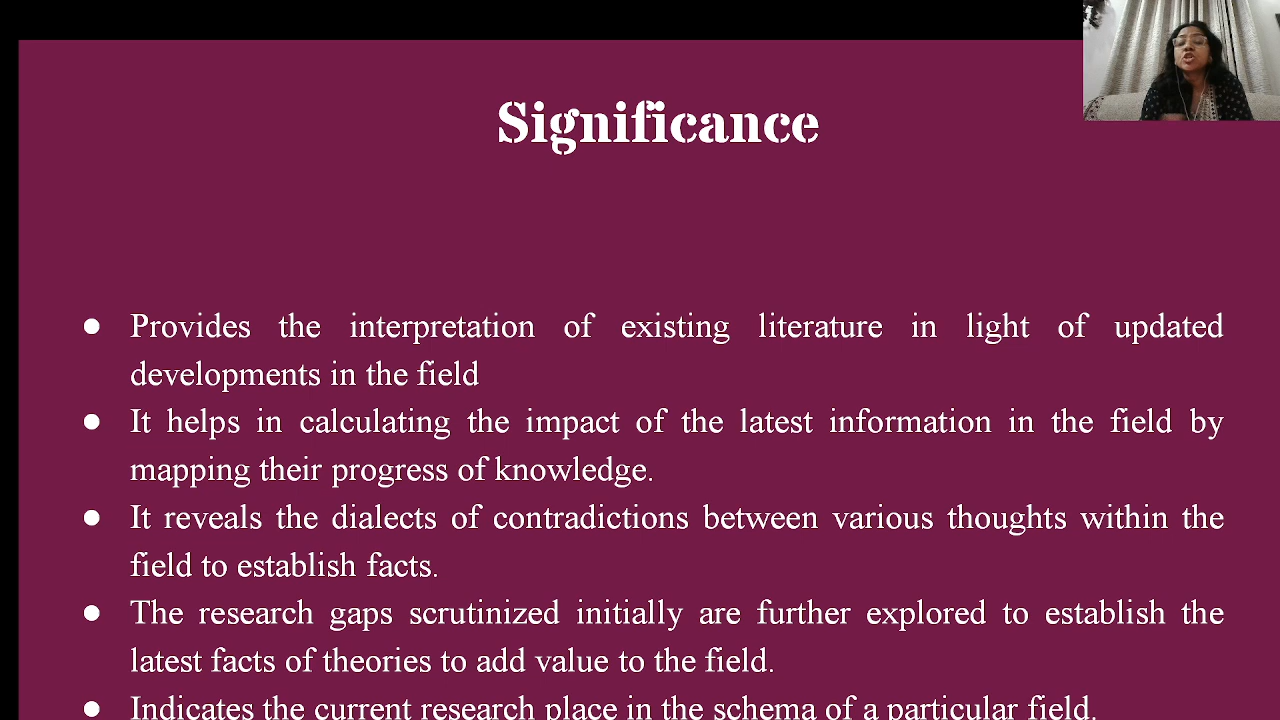 Significance
● Provides the interpretation of existing literature in light of updated
developments in the field
● It helps in calculating the impact of the latest information in the field by
mapping their progress of knowledge.
● It reveals the dialects of contradictions between various thoughts within the
field to establish facts.
● The research gaps scrutinized initially are further explored to establish the
latest facts of theories to add value to the field.
● Indicates the current research place in the schema of a particular field.